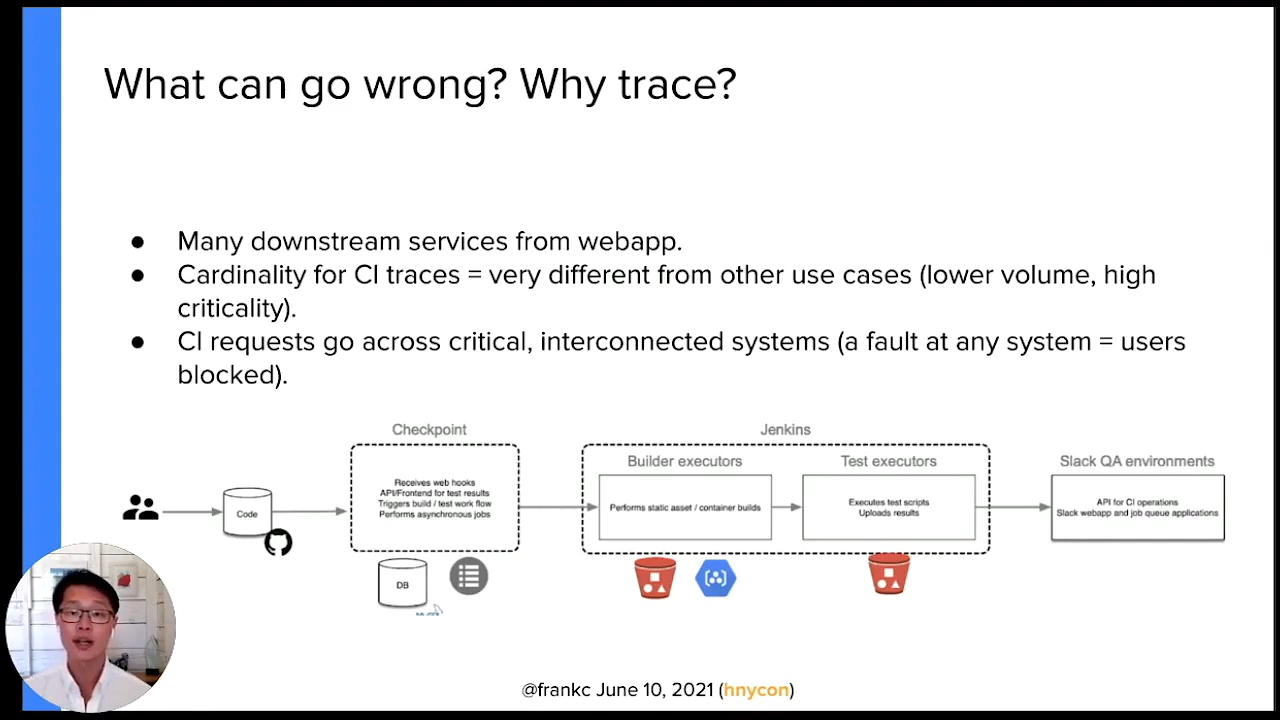 What can go wrong? Why trace?
● Many downstream services from webapp.
● Cardinality for CI traces = very different from other use cases (lower volume, high
criticality).
● CI requests go across critical, interconnected systems (a fault at any system = users
blocked).
Checkpoint
Jenkins
Builder executors
Test executors
Slack QA environments
Code
Receives web hooks
API/Frontend for test results
Triggers build / test work flow
Performs asynchronous jobs
Performs static asset / container builds
Executes test scripts
Uploads results
API for CI operations
Slack webapp and job queue applications
DB
@frankc June 10, 2021 (hnycon)